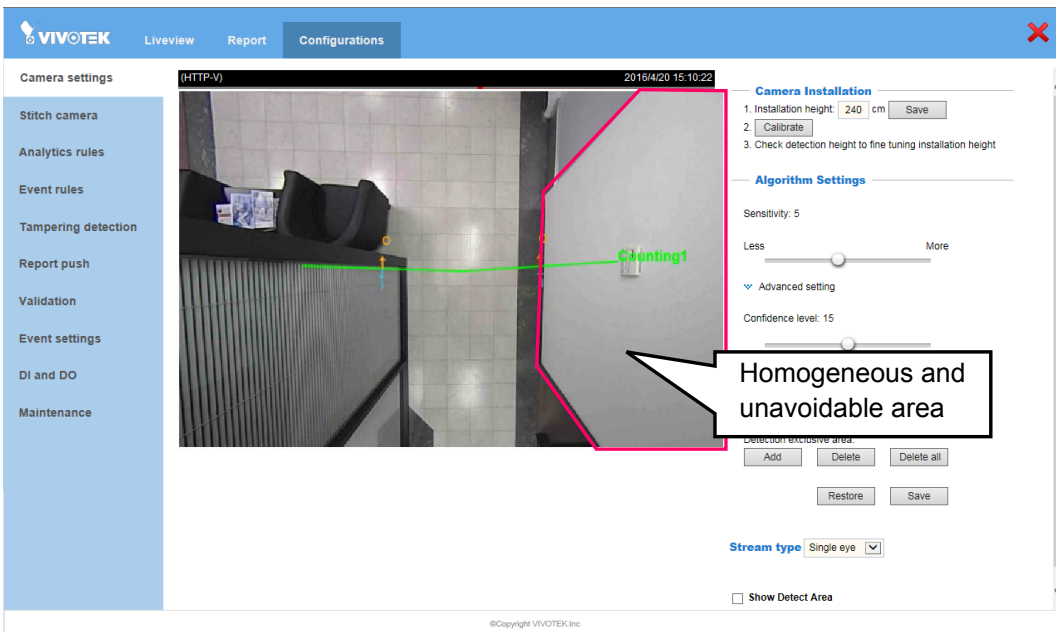 VIVOTEK
Liveview
Report
Configurations
Camera settings
Stitch camera
Analytics rules
Event rules
Tampering detection
Report push
Validation
Event settings
DI and DO
Maintenance
(HTTP-V)
2016/4/20 15:10:22
Counting1
Camera Installation
1. Installation height: 240 cm Save
2. Calibrate
3. Check detection height to fine tuning installation height
Algorithm Settings
Sensitivity: 5
Less More
Advanced setting
Confidence level: 15
Homogeneous and
unavoidable area
Detection exclusive area:
Add Delete Delete all
Restore Save
Stream type Single eye
Show Detect Area
©Copyright VIVOTEK.Inc